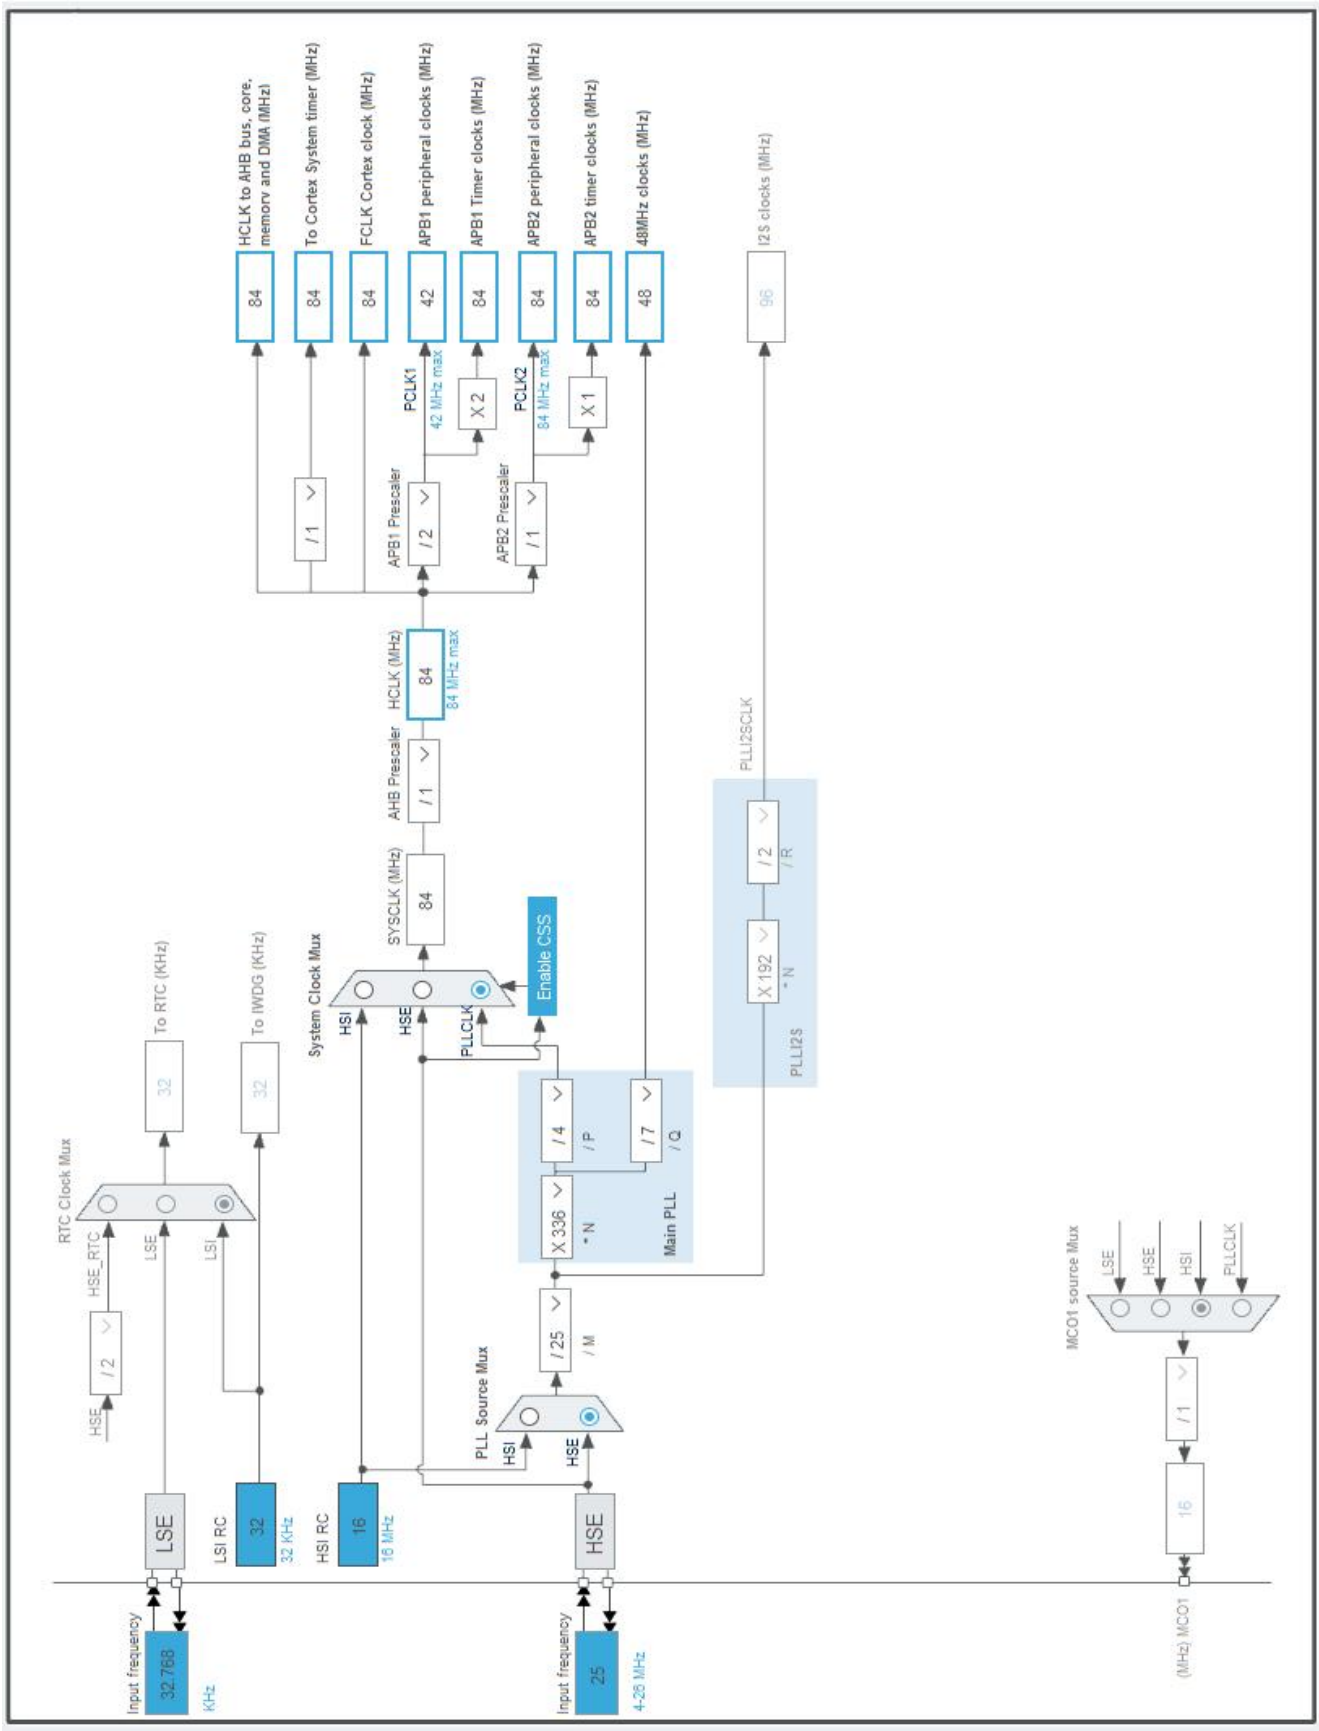 Input frequency
32.768
KHz
LSE
LSI RC
32
32 KHz
HSI RC
16
16 MHz
Input frequency
25
4-26 MHz
HSE
HSE
/ 2
HSE_RTC
LSE
LSI
RTC Clock Mux
32
To RTC (KHz)
32
To IWDG (KHz)
PLL Source Mux
HSI
HSE
/ 25
/ M
X 336
* N
/ 4
/ P
/ 7
/ Q
Main PLL
System Clock Mux
HSI
HSE
PLLCLK
Enable CSS
SYSCLK (MHz)
84
AHB Prescaler
/ 1
HCLK (MHz)
84
84 MHz max
/ 1
APB1 Prescaler
/ 2
PCLK1
42 MHz max
X 2
APB2 Prescaler
/ 1
PCLK2
84 MHz max
X 1
84
HCLK to AHB bus, core,
memory and DMA (MHz)
84
To Cortex System timer (MHz)
84
FCLK Cortex clock (MHz)
42
APB1 peripheral clocks (MHz)
84
APB1 Timer clocks (MHz)
84
APB2 peripheral clocks (MHz)
84
APB2 timer clocks (MHz)
48
48MHz clocks (MHz)
PLLI2S
X 192
* N
/ 2
/ R
PLLI2SCLK
96
I2S clocks (MHz)
(MHz) MCO1
16
/ 1
MCO1 source Mux
LSE
HSE
HSI
PLLCLK